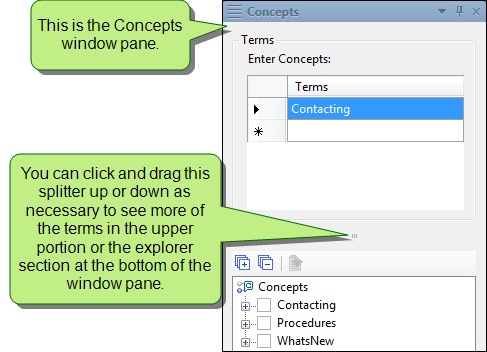 This is the Concepts
window pane.
Concepts
Terms
Enter Concepts:
Terms
Contacting
You can click and drag this
splitter up or down as
necessary to see more of
the terms in the upper
portion or the explorer
section at the bottom of the
window pane.
Concepts
Contacting
Procedures
WhatsNew